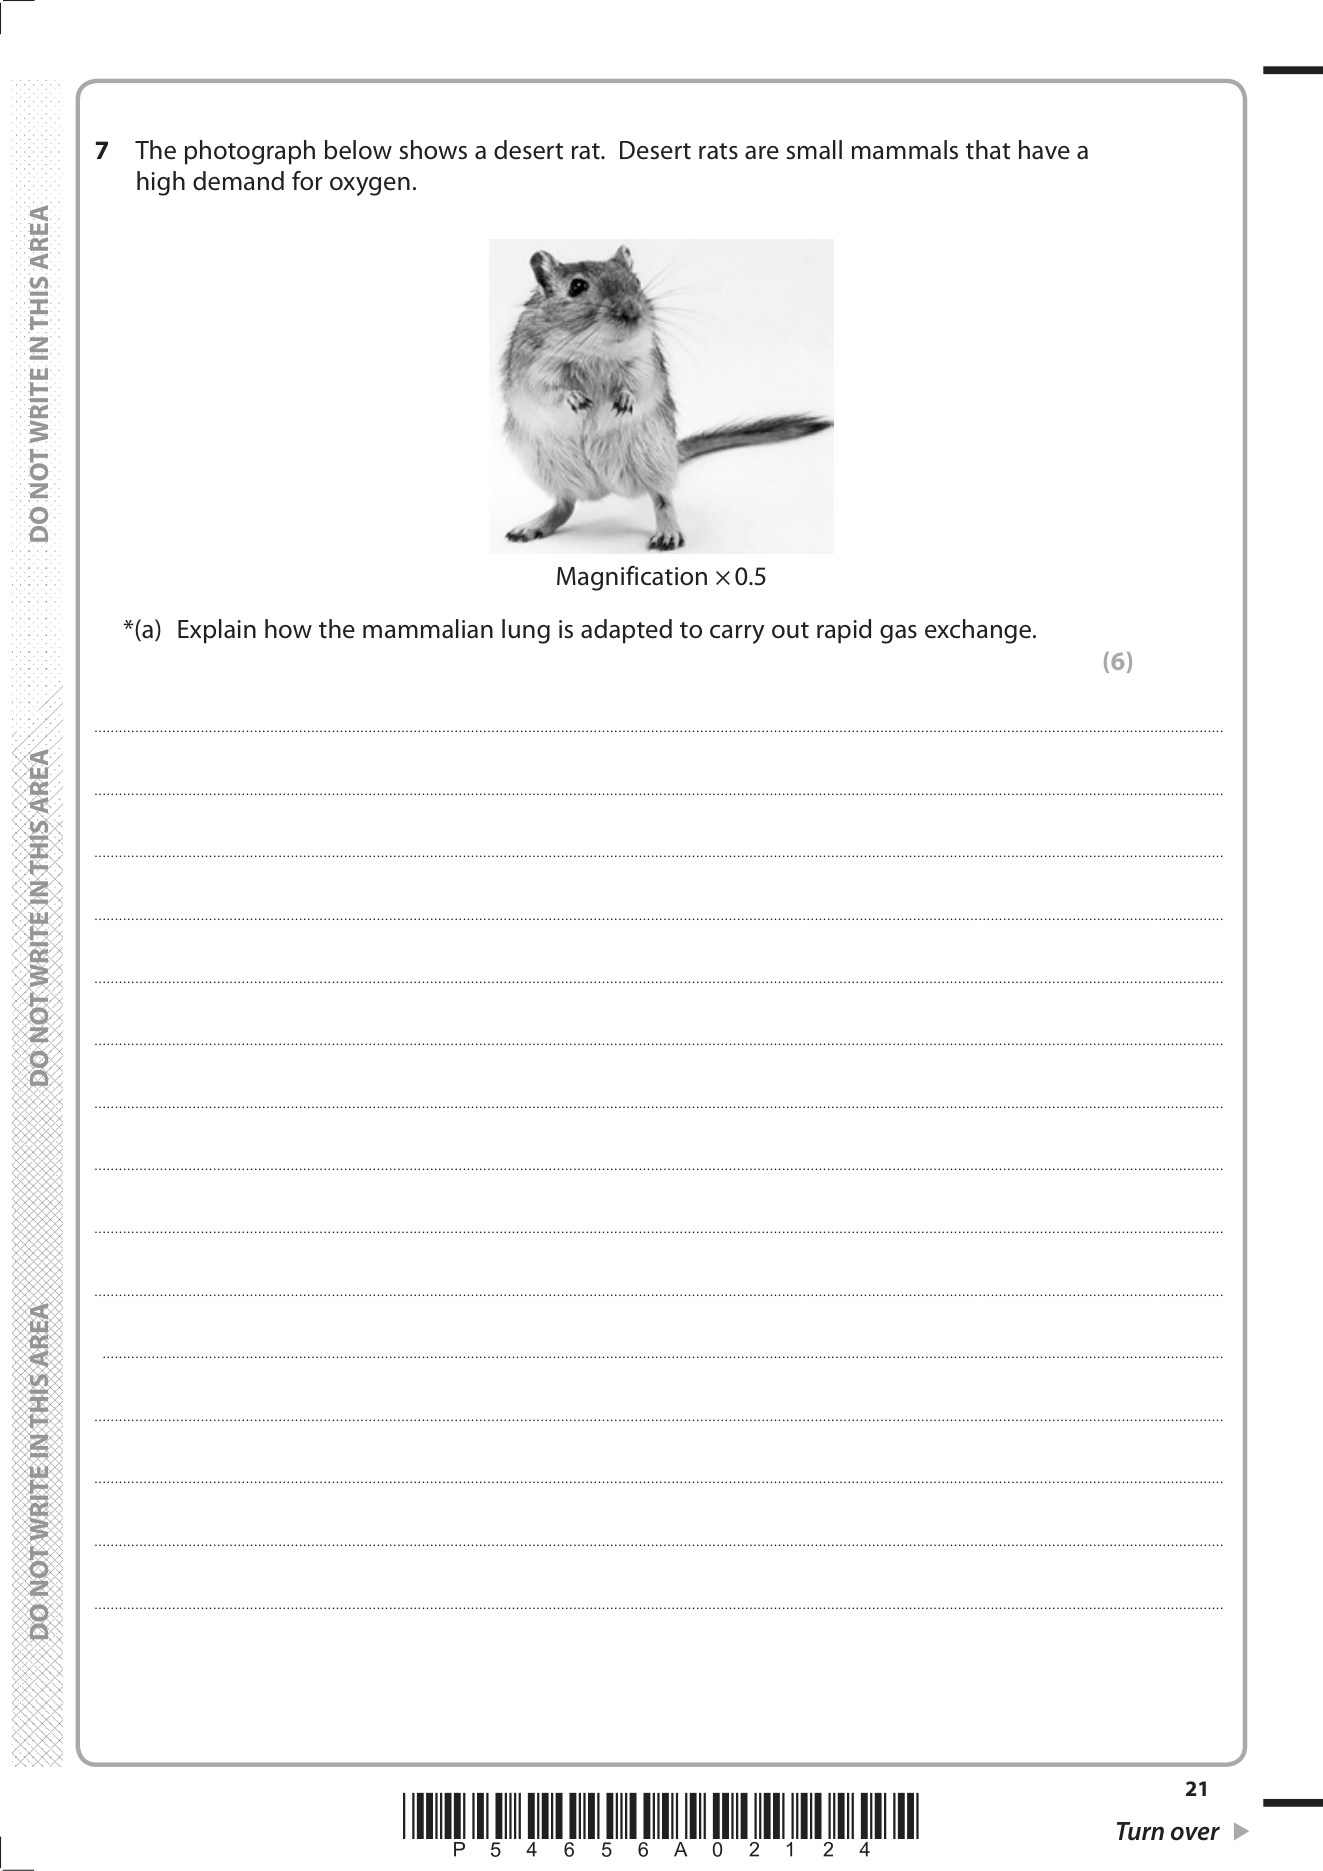 7 The photograph below shows a desert rat. Desert rats are small mammals that have a
high demand for oxygen.
Magnification × 0.5
*(a) Explain how the mammalian lung is adapted to carry out rapid gas exchange.
(6)
DO NOT WRITE IN THIS AREA
DO NOT WRITE IN THIS AREA
DO NOT WRITE IN THIS AREA
21
P 5 4 6 5 6 A 0 2 1 2 4
Turn over